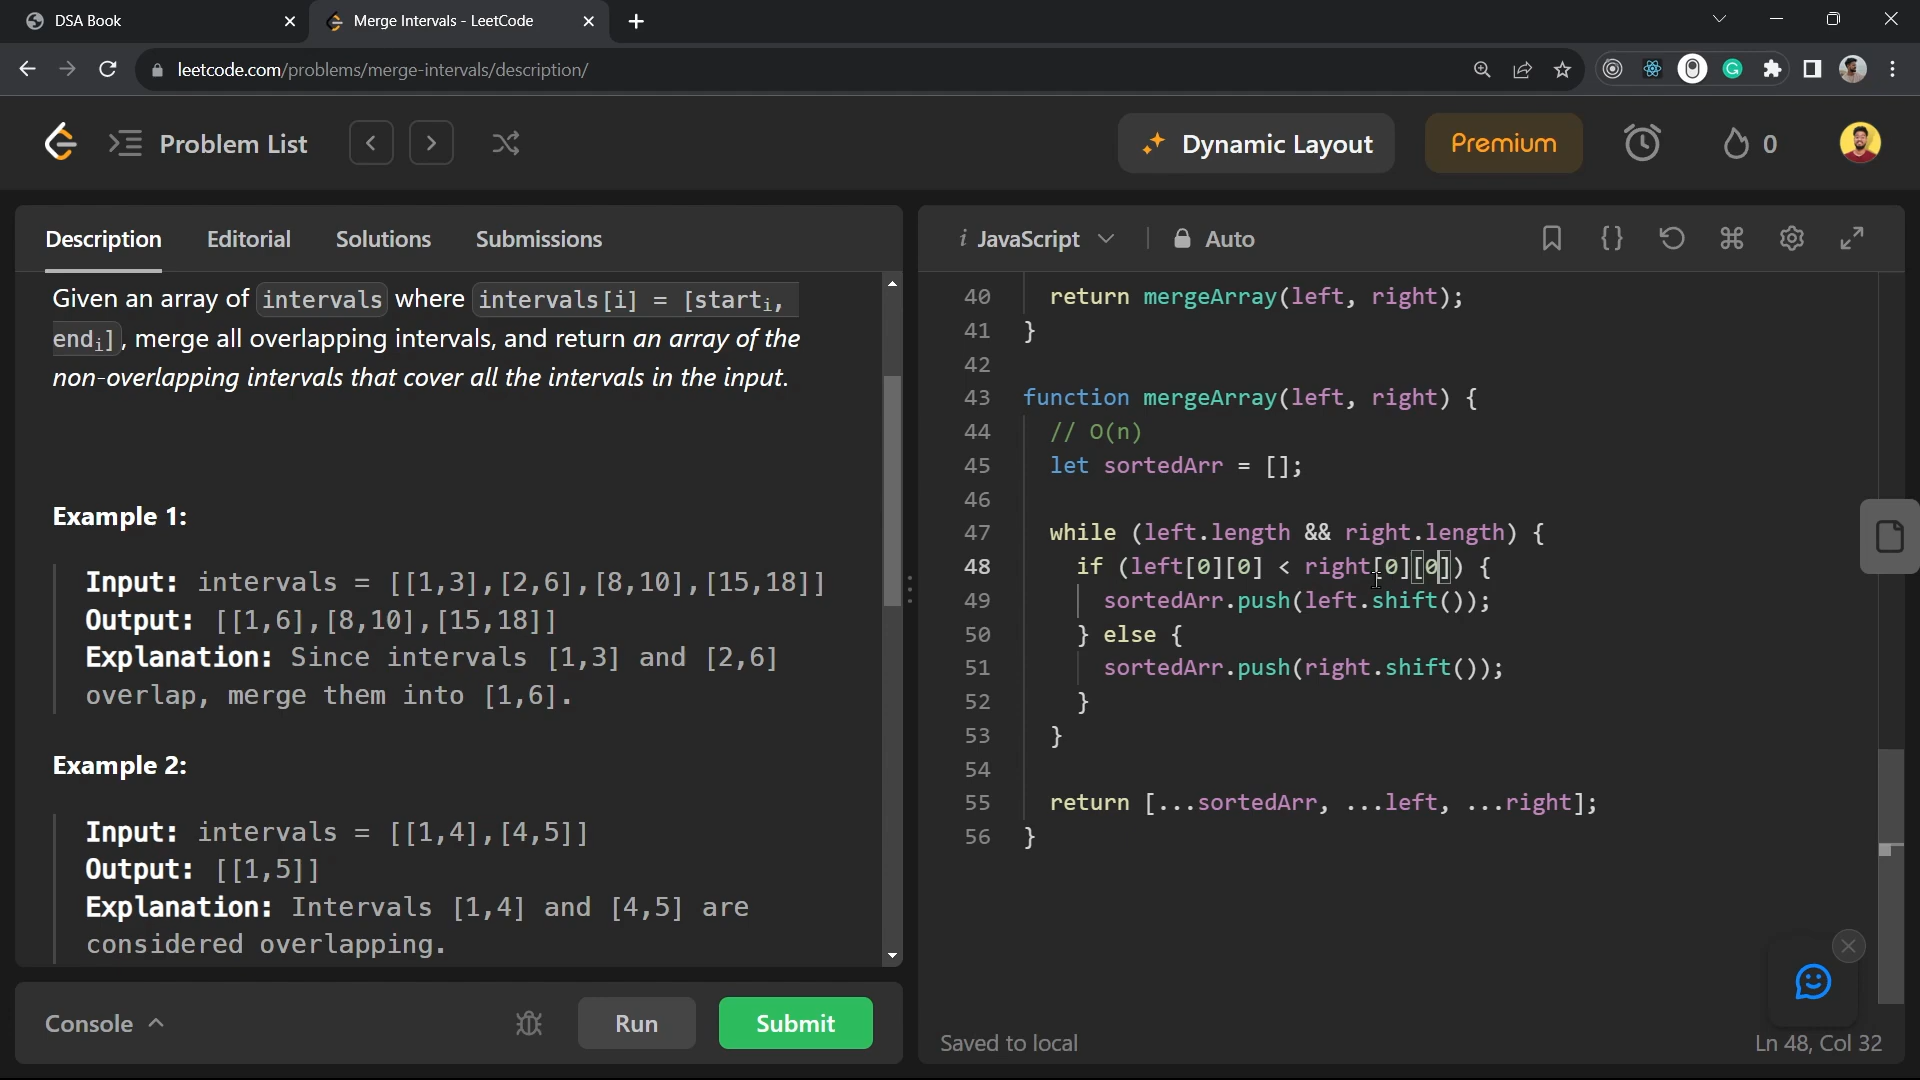 DSA Book
Merge Intervals - LeetCode
leetcode.com/problems/merge-intervals/description/
Problem List
Dynamic Layout
Premium
0
Description
Editorial
Solutions
Submissions
Given an array of intervals where intervals[i] = [starti,
endi], merge all overlapping intervals, and return an array of the
non-overlapping intervals that cover all the intervals in the input.
Example 1:
Input: intervals = [[1,3],[2,6],[8,10],[15,18]]
Output: [[1,6],[8,10],[15,18]]
Explanation: Since intervals [1,3] and [2,6]
overlap, merge them into [1,6].
Example 2:
Input: intervals = [[1,4],[4,5]]
Output: [[1,5]]
Explanation: Intervals [1,4] and [4,5] are
considered overlapping.
Console
Run
Submit
i JavaScript
Auto
40 return mergeArray(left, right);
41 }
42
43 function mergeArray(left, right) {
44 // O(n)
45 let sortedArr = [];
46
47 while (left.length && right.length) {
48 if (left[0][0] < right[0][0]) {
49 sortedArr.push(left.shift());
50 } else {
51 sortedArr.push(right.shift());
52 }
53 }
54
55 return [...sortedArr, ...left, ...right];
56 }
Saved to local
Ln 48, Col 32